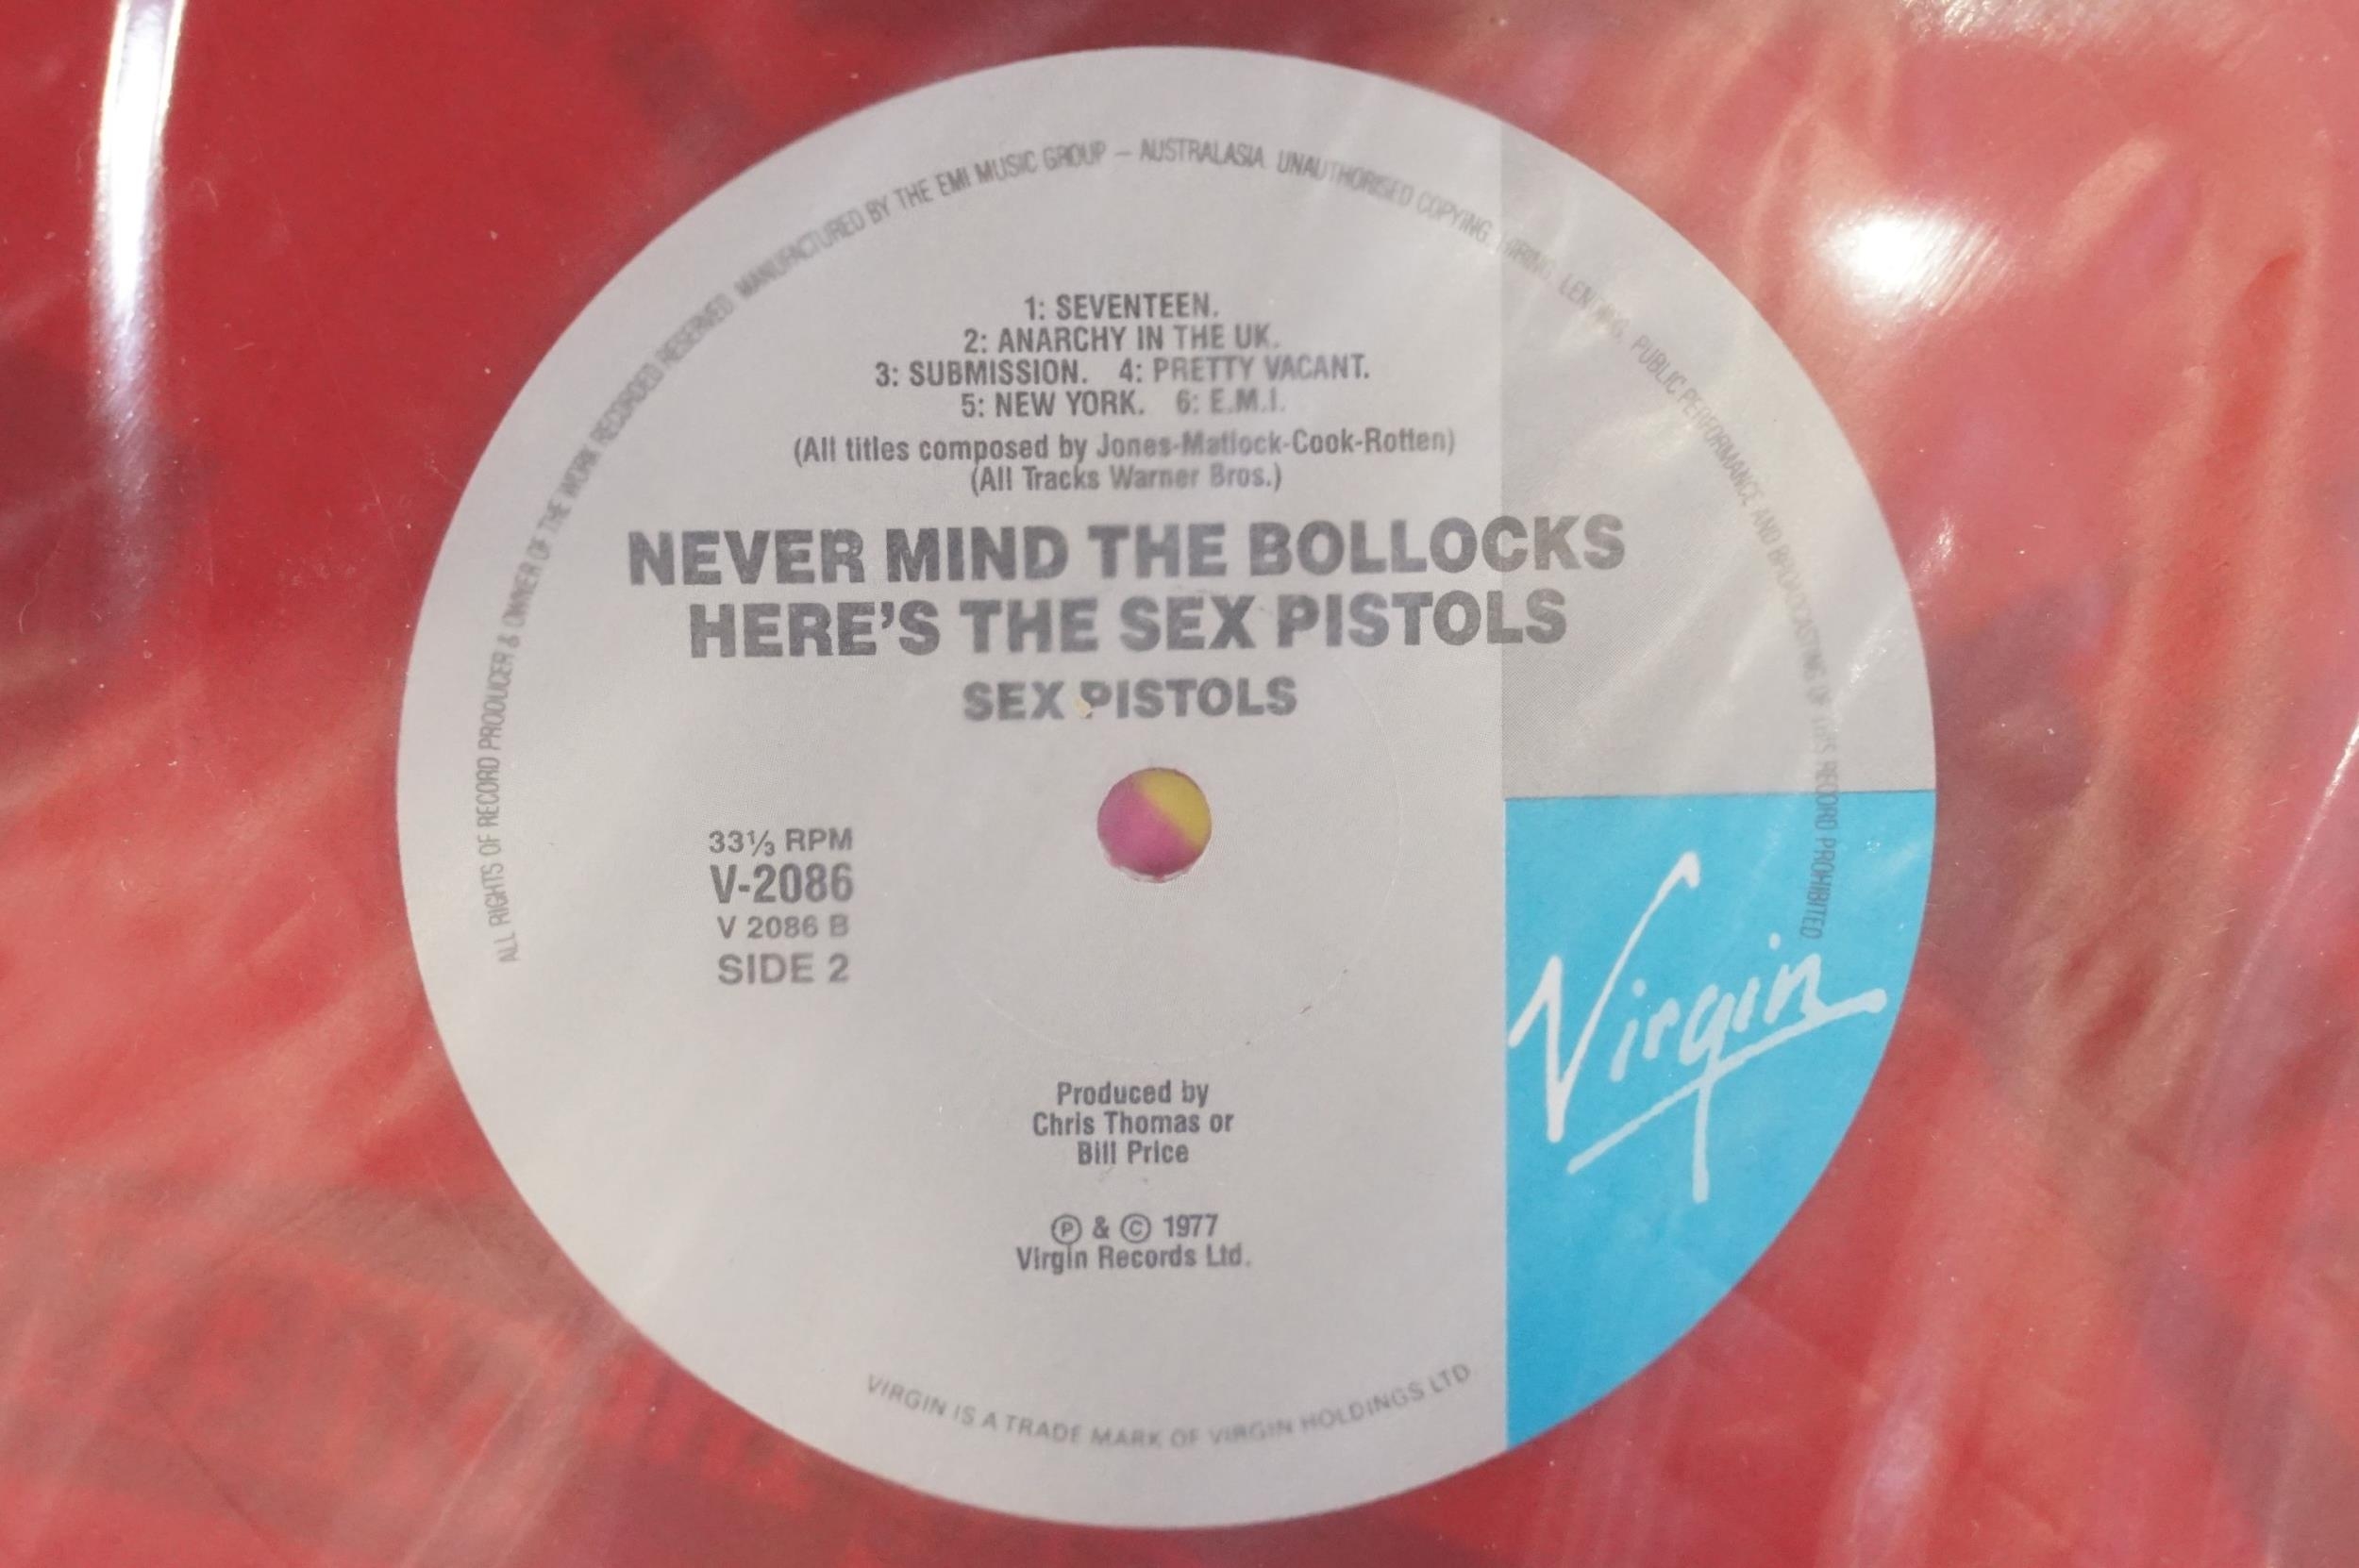 ALL RIGHTS OF RECORD PRODUCER & OWNER OF THE WORK RECORDED RESERVED MANUFACTURED BY THE EMI MUSIC GROUP – AUSTRALASIA. UNAUTHORISED COPYING, HIRING, LENDING, PUBLIC PERFORMANCE AND BROADCASTING OF THIS RECORD PROHIBITED
1: SEVENTEEN.
2: ANARCHY IN THE UK.
3: SUBMISSION. 4: PRETTY VACANT.
5: NEW YORK. 6: E.M.I.
(All titles composed by Jones-Matlock-Cook-Rotten)
(All Tracks Warner Bros.)
NEVER MIND THE BOLLOCKS
HERE'S THE SEX PISTOLS
SEX PISTOLS
33⅓ RPM
V-2086
V 2086 B
SIDE 2
Virgin
Produced by
Chris Thomas or
Bill Price
Ⓟ & © 1977
Virgin Records Ltd.
VIRGIN IS A TRADE MARK OF VIRGIN HOLDINGS LTD